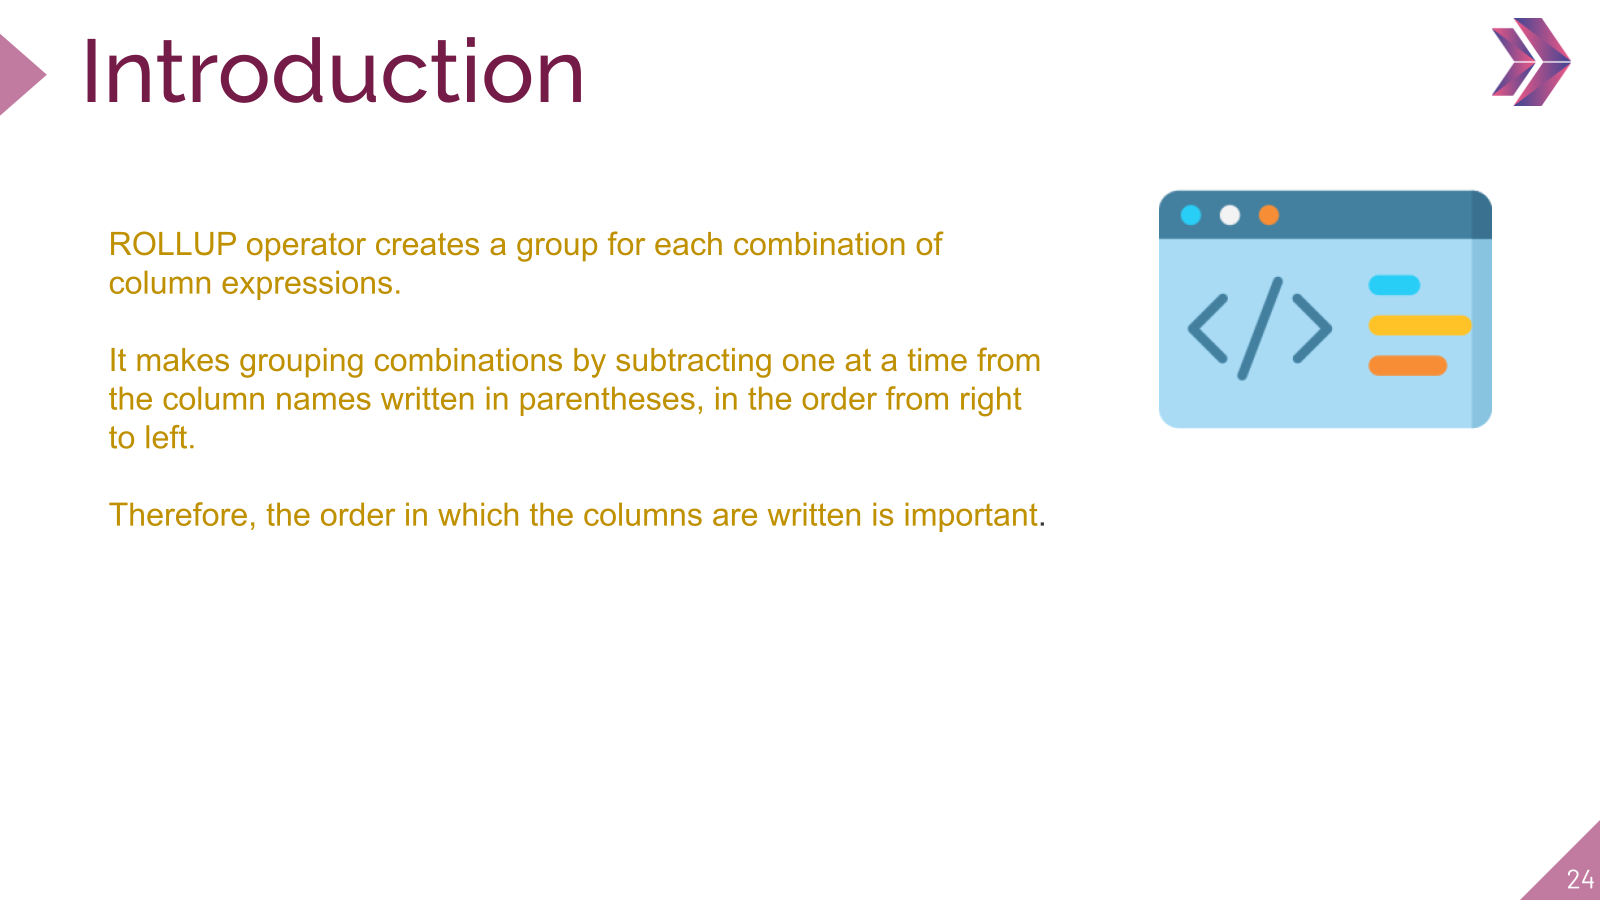 Introduction
ROLLUP operator creates a group for each combination of
column expressions.
It makes grouping combinations by subtracting one at a time from
the column names written in parentheses, in the order from right
to left.
Therefore, the order in which the columns are written is important.
</>
24